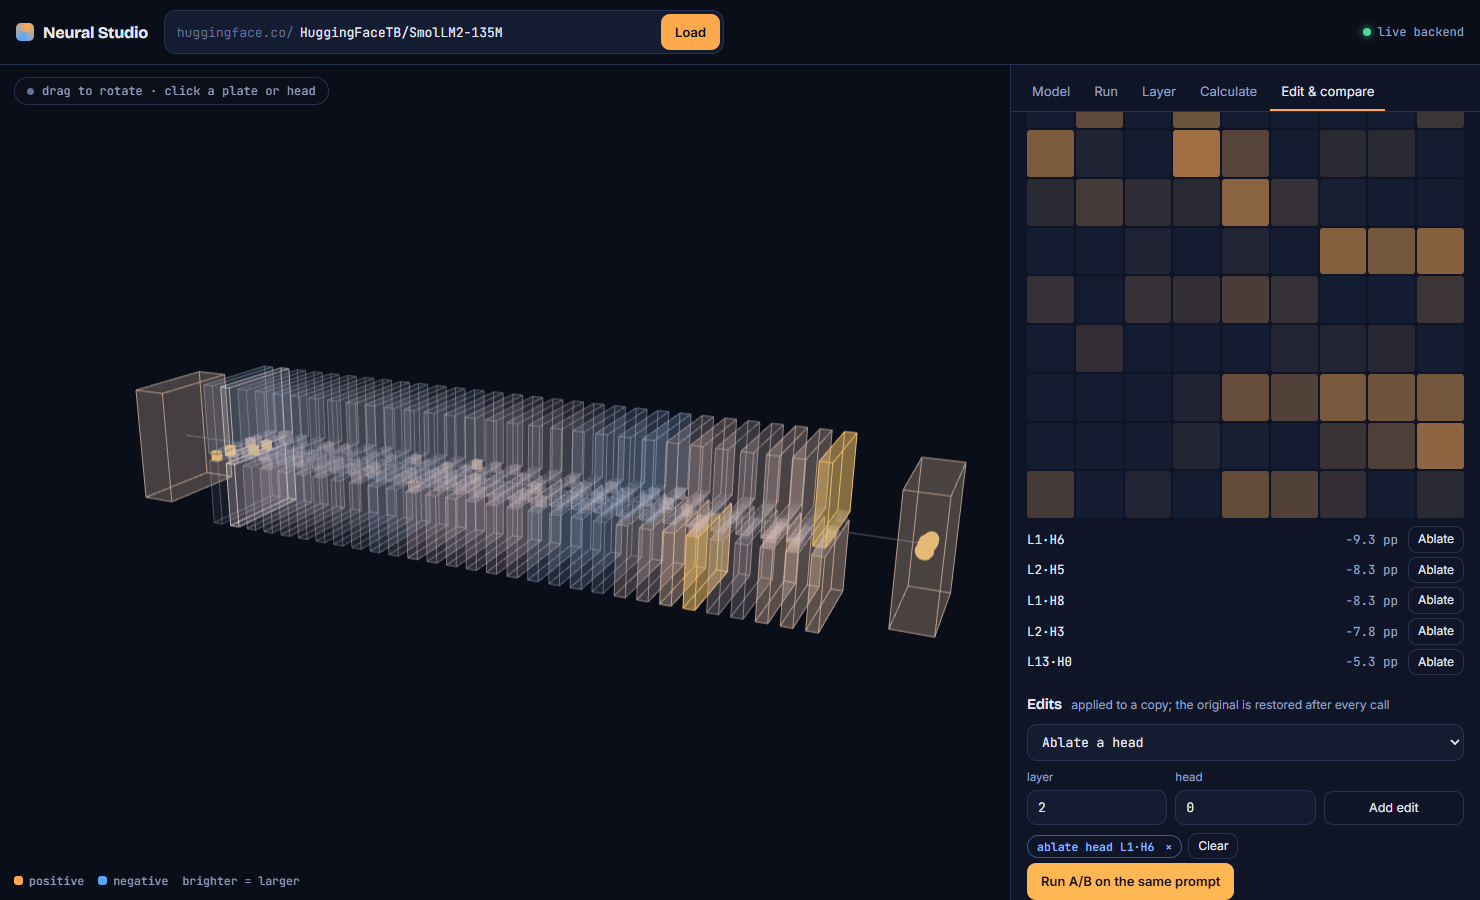 Neural Studio
huggingface.co/ HuggingFaceTB/SmolLM2-135M
Load
live backend
drag to rotate · click a plate or head
Model Run Layer Calculate Edit & compare
L1·H6 -9.3 pp Ablate
L2·H5 -8.3 pp Ablate
L1·H8 -8.3 pp Ablate
L2·H3 -7.8 pp Ablate
L13·H0 -5.3 pp Ablate
Edits applied to a copy; the original is restored after every call
Ablate a head
layer head
2 0 Add edit
ablate head L1·H6 × Clear
Run A/B on the same prompt
positive negative brighter = larger